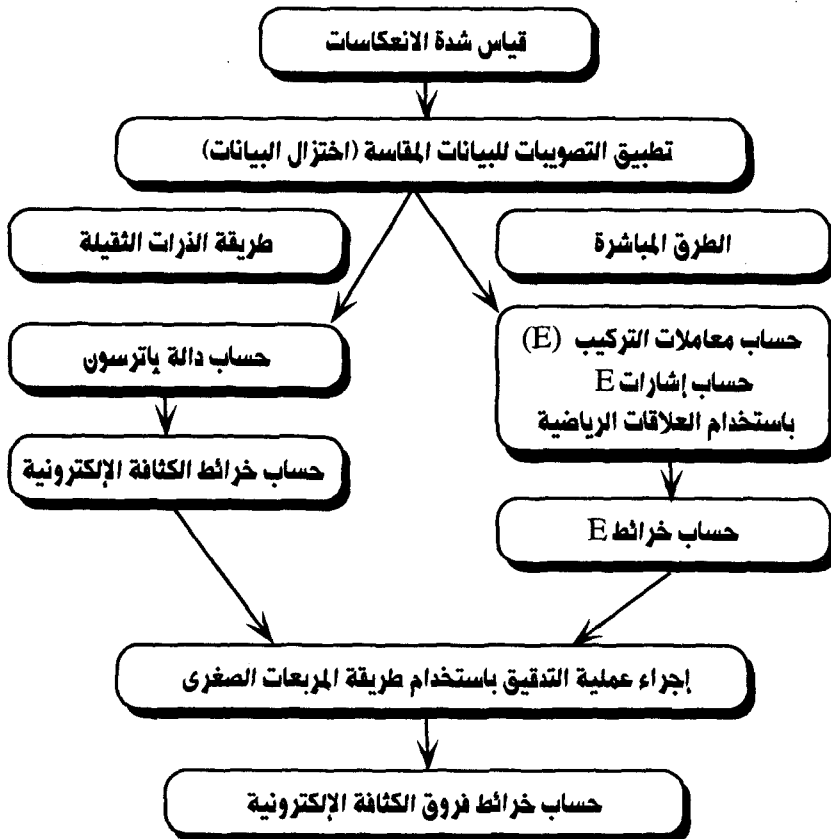 قياس شدة الانعكاسات
تطبيق التصويبات للبيانات المقاسة (اختزال البيانات)
الطرق المباشرة
طريقة الذرات الثقيلة
حساب معاملات التركيب (E)
حساب إشارات E
باستخدام العلاقات الرياضية
حساب دالة باترسون
حساب خرائط الكثافة الإلكترونية
حساب خرائط E
إجراء عملية التدقيق باستخدام طريقة المربعات الصغرى
حساب خرائط فروق الكثافة الإلكترونية